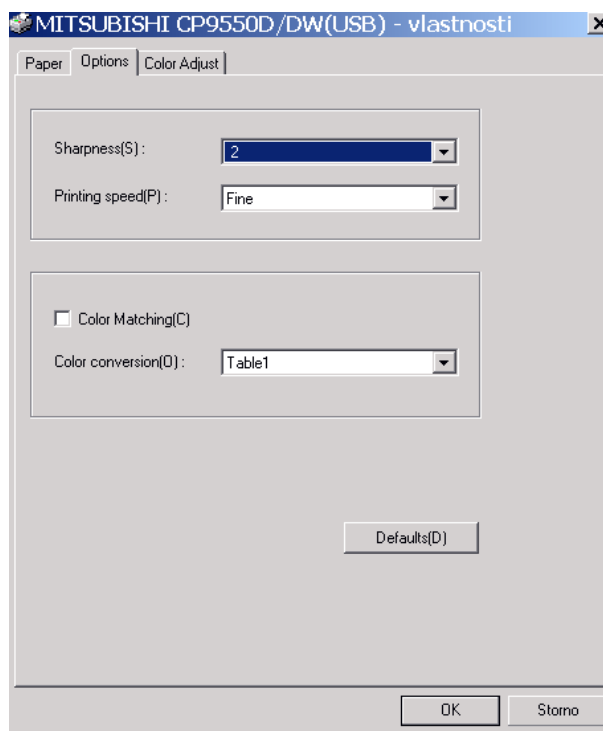 MITSUBISHI CP9550D/DW(USB) - vlastnosti
Paper Options Color Adjust
Sharpness(S) : 2
Printing speed(P) : Fine
Color Matching(C)
Color conversion(O) : Table1
Defaults(D)
OK Storno